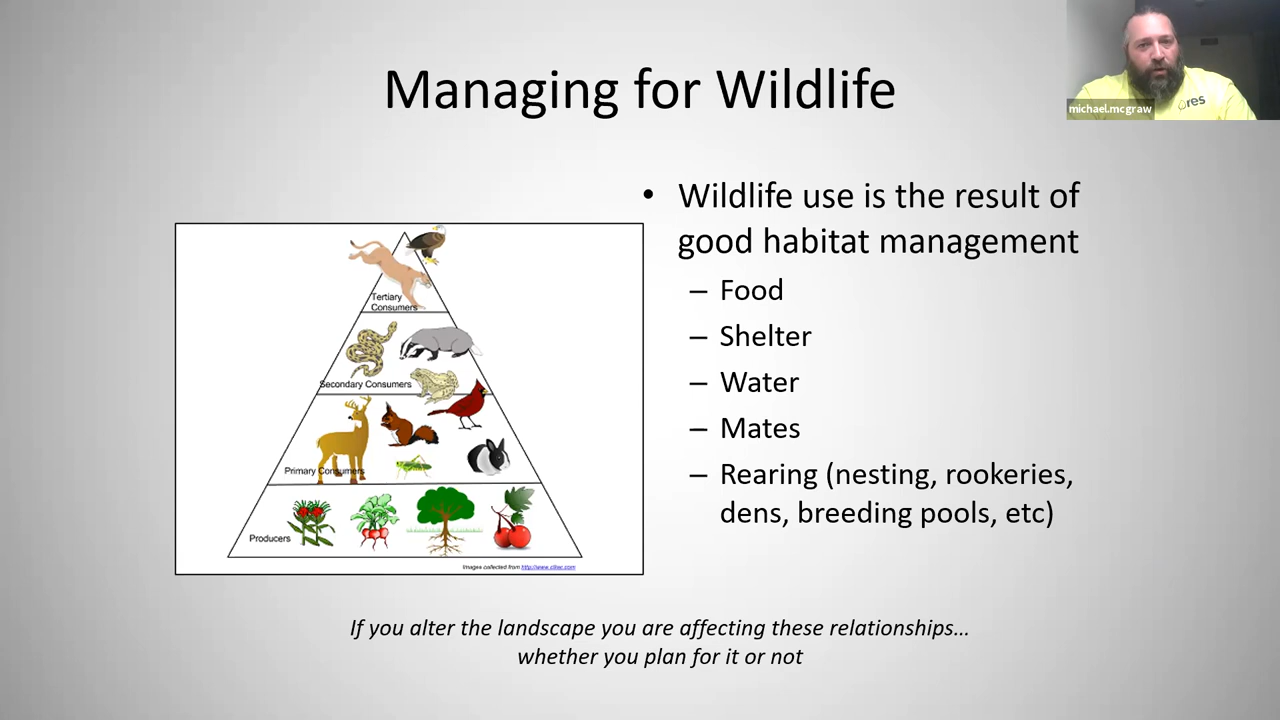 Managing for Wildlife
michael.mcgraw
res
• Wildlife use is the result of
good habitat management
– Food
– Shelter
– Water
– Mates
– Rearing (nesting, rookeries,
dens, breeding pools, etc)
Tertiary
Consumers
Secondary Consumers
Primary Consumers
Producers
Images collected from http://www.clker.com
If you alter the landscape you are affecting these relationships...
whether you plan for it or not